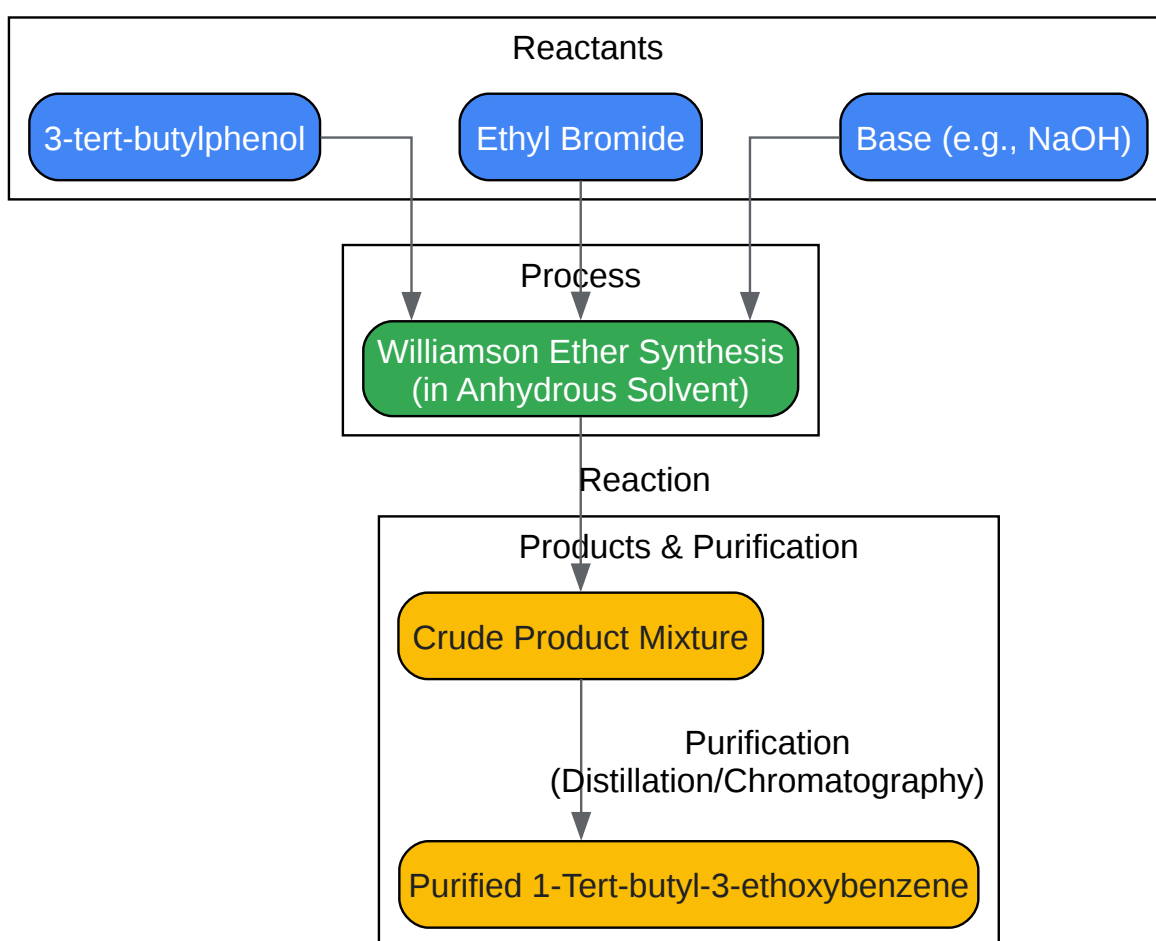 Reactants
3-tert-butylphenol
Ethyl Bromide
Base (e.g., NaOH)
Process
Williamson Ether Synthesis
(in Anhydrous Solvent)
Reaction
Products & Purification
Crude Product Mixture
Purification
(Distillation/Chromatography)
Purified 1-Tert-butyl-3-ethoxybenzene